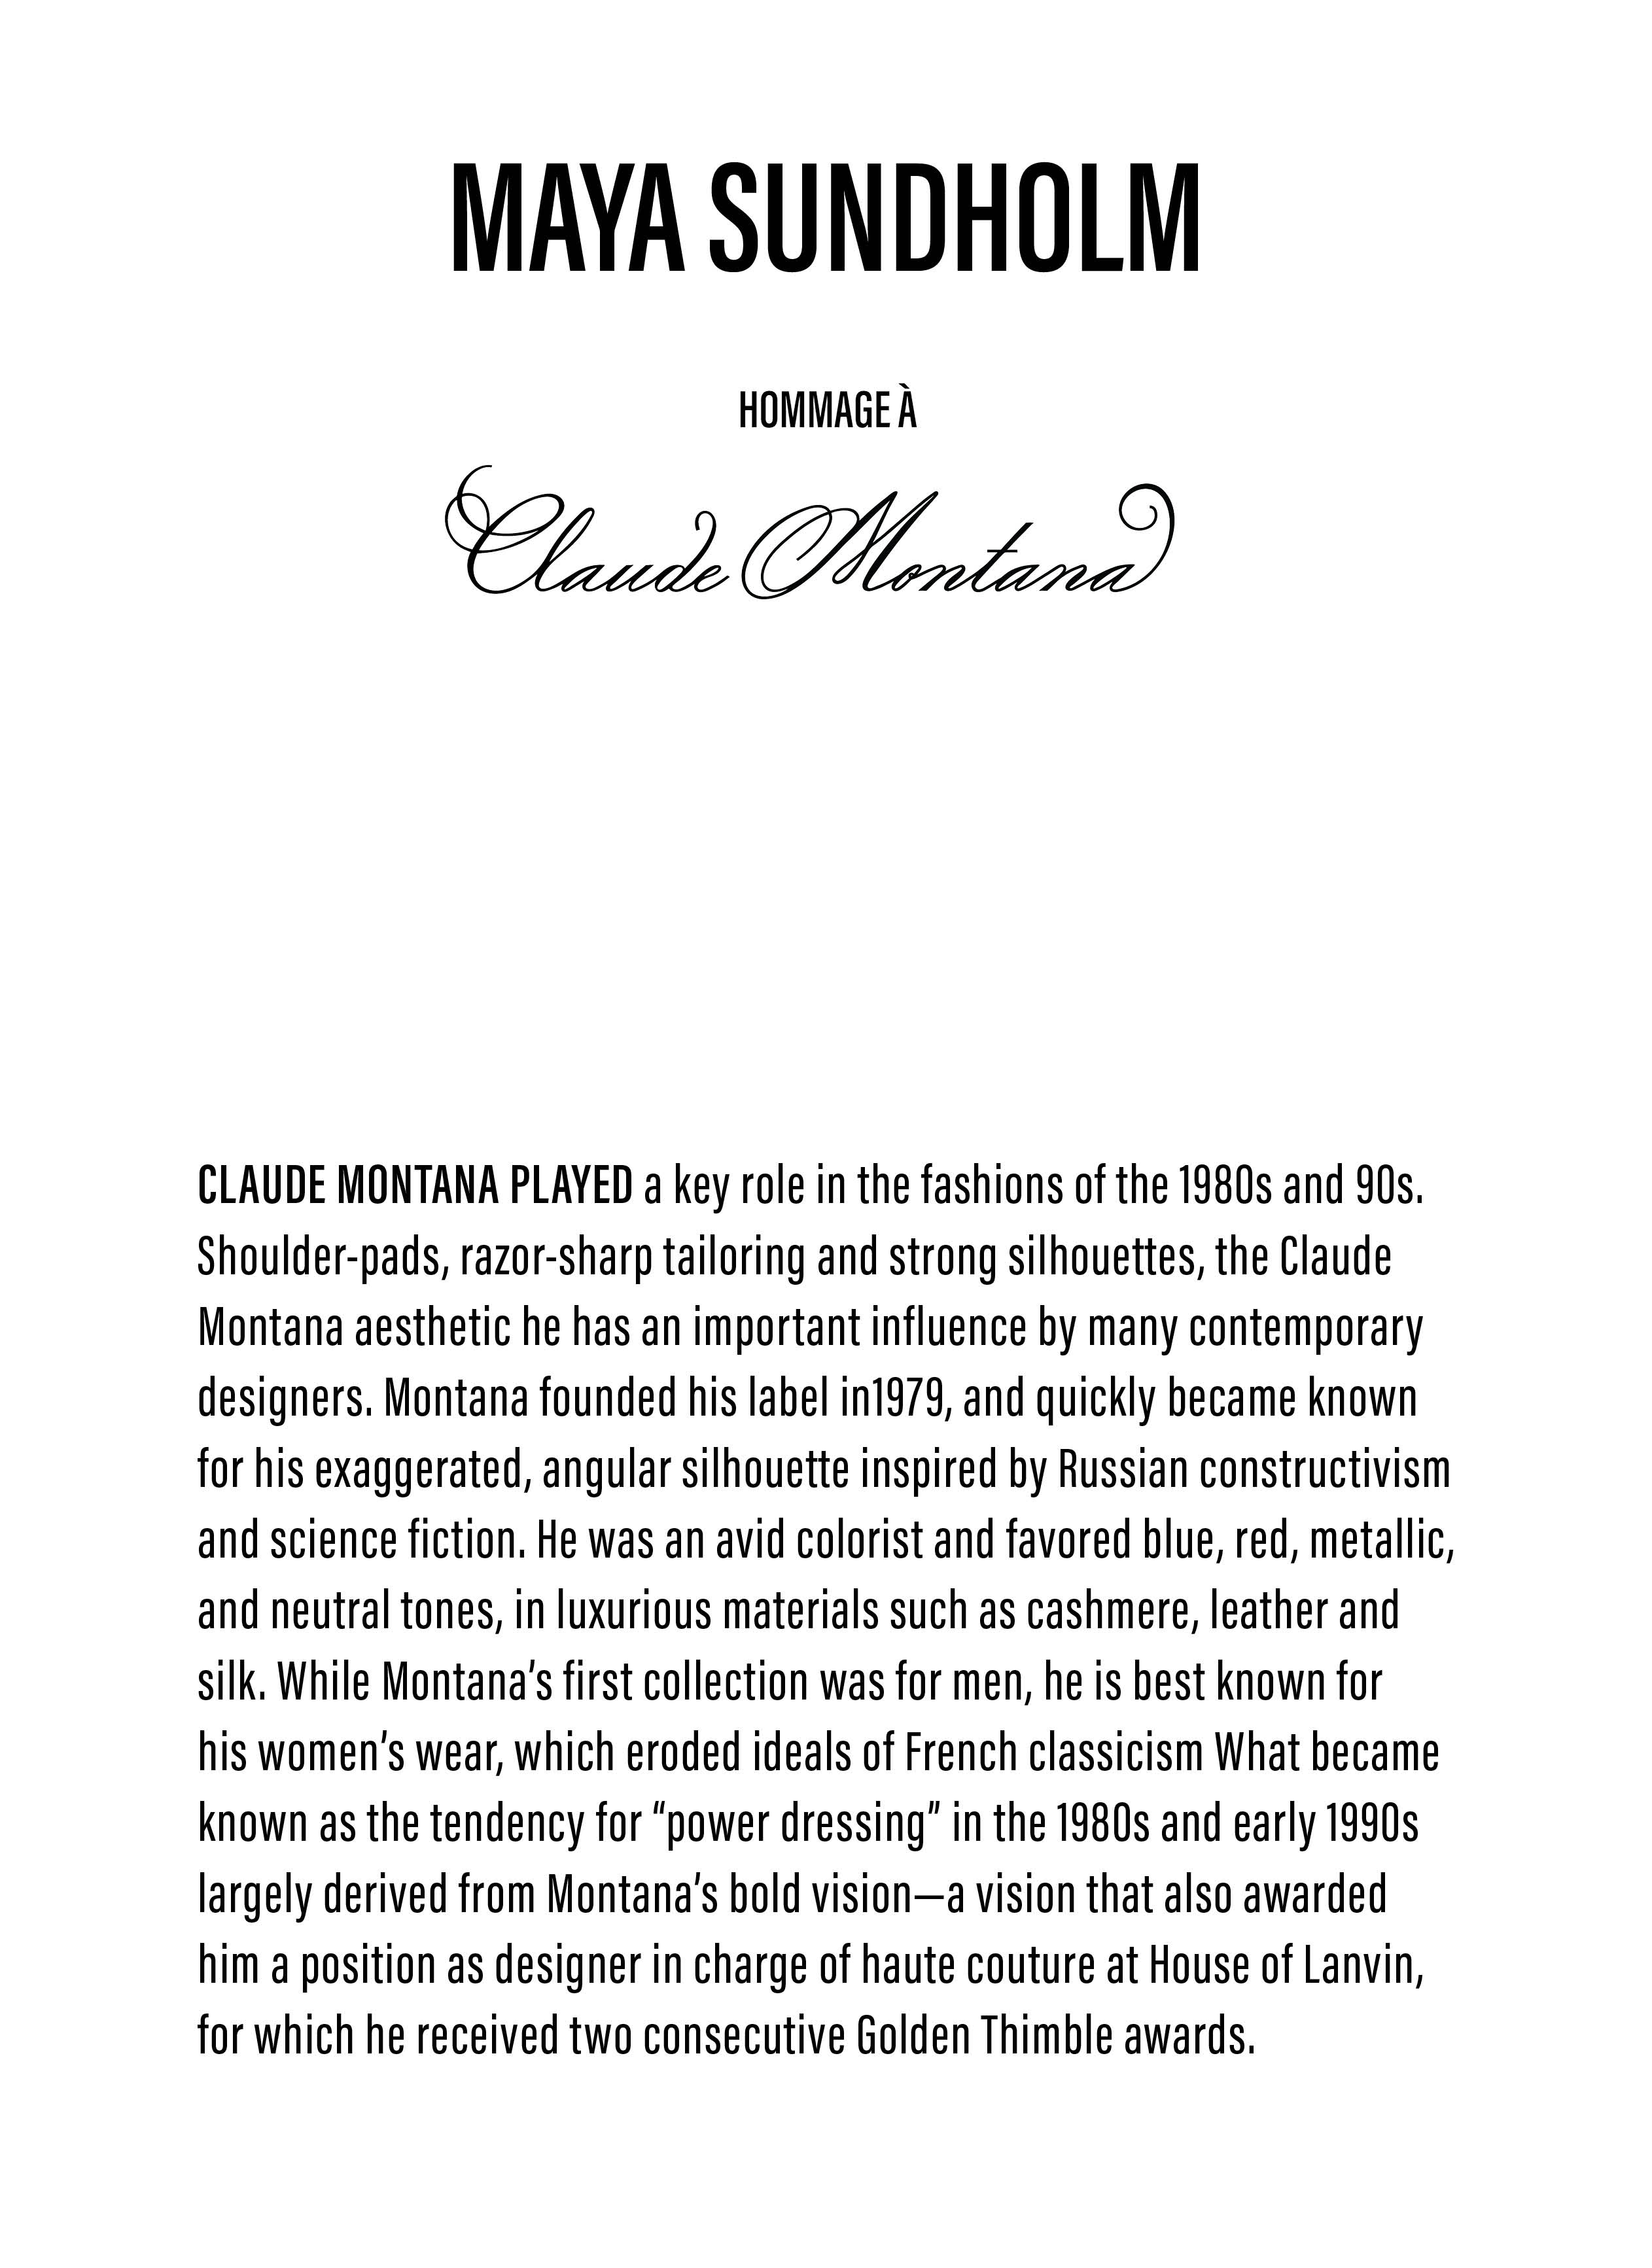 MAYA SUNDHOLM
HOMMAGE À
Claude Montana
CLAUDE MONTANA PLAYED a key role in the fashions of the 1980s and 90s.
Shoulder-pads, razor-sharp tailoring and strong silhouettes, the Claude
Montana aesthetic he has an important influence by many contemporary
designers. Montana founded his label in1979, and quickly became known
for his exaggerated, angular silhouette inspired by Russian constructivism
and science fiction. He was an avid colorist and favored blue, red, metallic,
and neutral tones, in luxurious materials such as cashmere, leather and
silk. While Montana’s first collection was for men, he is best known for
his women’s wear, which eroded ideals of French classicism What became
known as the tendency for “power dressing” in the 1980s and early 1990s
largely derived from Montana’s bold vision—a vision that also awarded
him a position as designer in charge of haute couture at House of Lanvin,
for which he received two consecutive Golden Thimble awards.